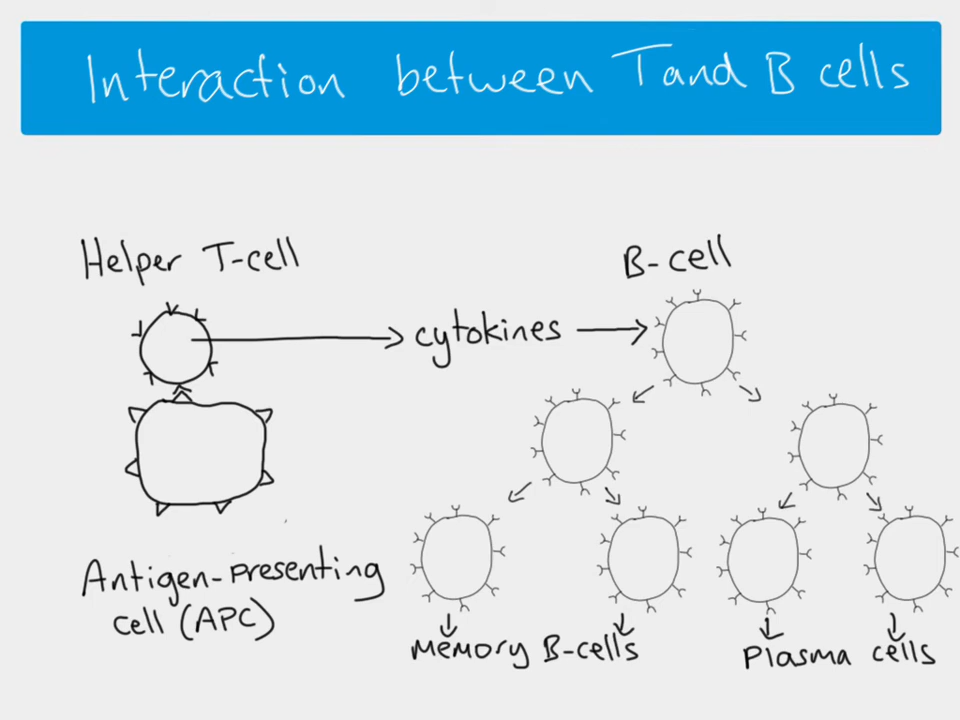 Interaction between T and B cells
Helper T-cell
B-cell
cytokines
Antigen-presenting
cell (APC)
Memory B-cells
Plasma cells